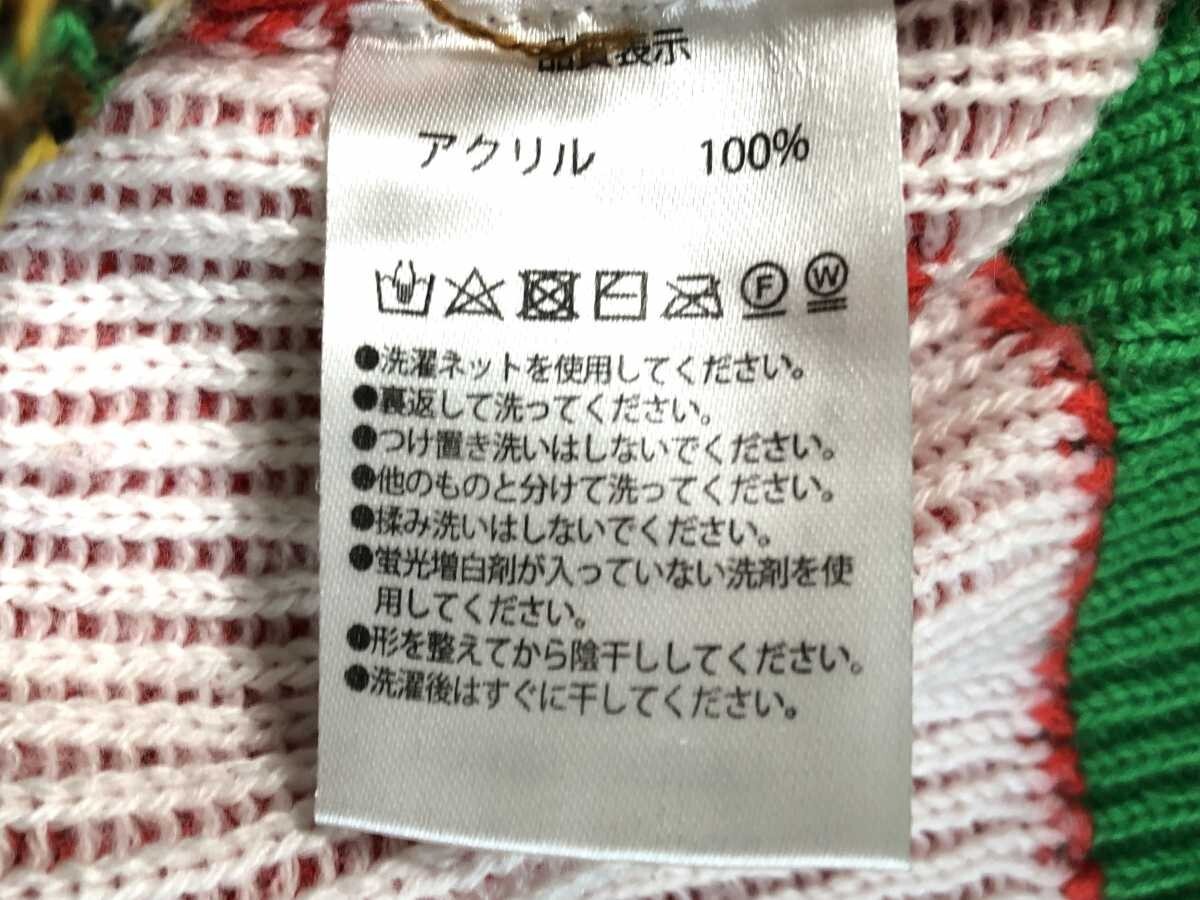 品質表示
アクリル 100%
F W
●洗濯ネットを使用してください。
●裏返して洗ってください。
●つけ置き洗いはしないでください。
●他のものと分けて洗ってください。
●揉み洗いはしないでください。
●蛍光増白剤が入っていない洗剤を使
用してください。
●形を整えてから陰干ししてください。
●洗濯後はすぐに干してください。